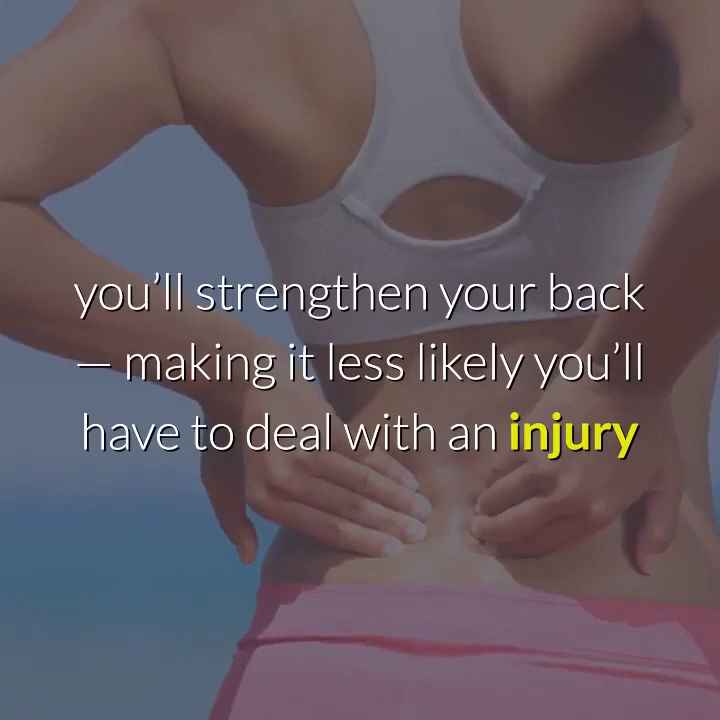 you’ll strengthen your back
— making it less likely you’ll
have to deal with an injury